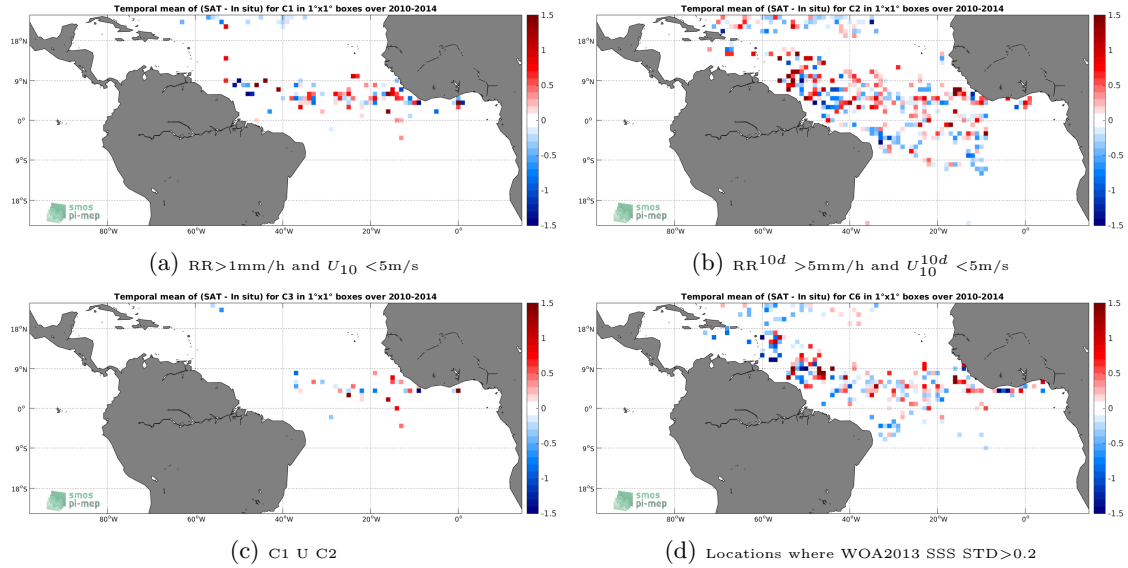 Temporal mean of (SAT - In situ) for C1 in 1°x1° boxes over 2010-2014
18°N
9°N
0°
9°S
18°S
80°W
60°W
40°W
20°W
0°
1.5
1
0.5
0
-0.5
-1
-1.5
smos
pi-mep
(a) RR>1mm/h and U10 <5m/s
Temporal mean of (SAT - In situ) for C2 in 1°x1° boxes over 2010-2014
18°N
9°N
0°
9°S
18°S
80°W
60°W
40°W
20°W
0°
1.5
1
0.5
0
-0.5
-1
-1.5
smos
pi-mep
(b) RR10d >5mm/h and U10 10d <5m/s
Temporal mean of (SAT - In situ) for C3 in 1°x1° boxes over 2010-2014
18°N
9°N
0°
9°S
18°S
80°W
60°W
40°W
20°W
0°
1.5
1
0.5
0
-0.5
-1
-1.5
smos
pi-mep
(c) C1 U C2
Temporal mean of (SAT - In situ) for C6 in 1°x1° boxes over 2010-2014
18°N
9°N
0°
9°S
18°S
80°W
60°W
40°W
20°W
0°
1.5
1
0.5
0
-0.5
-1
-1.5
smos
pi-mep
(d) Locations where WOA2013 SSS STD>0.2